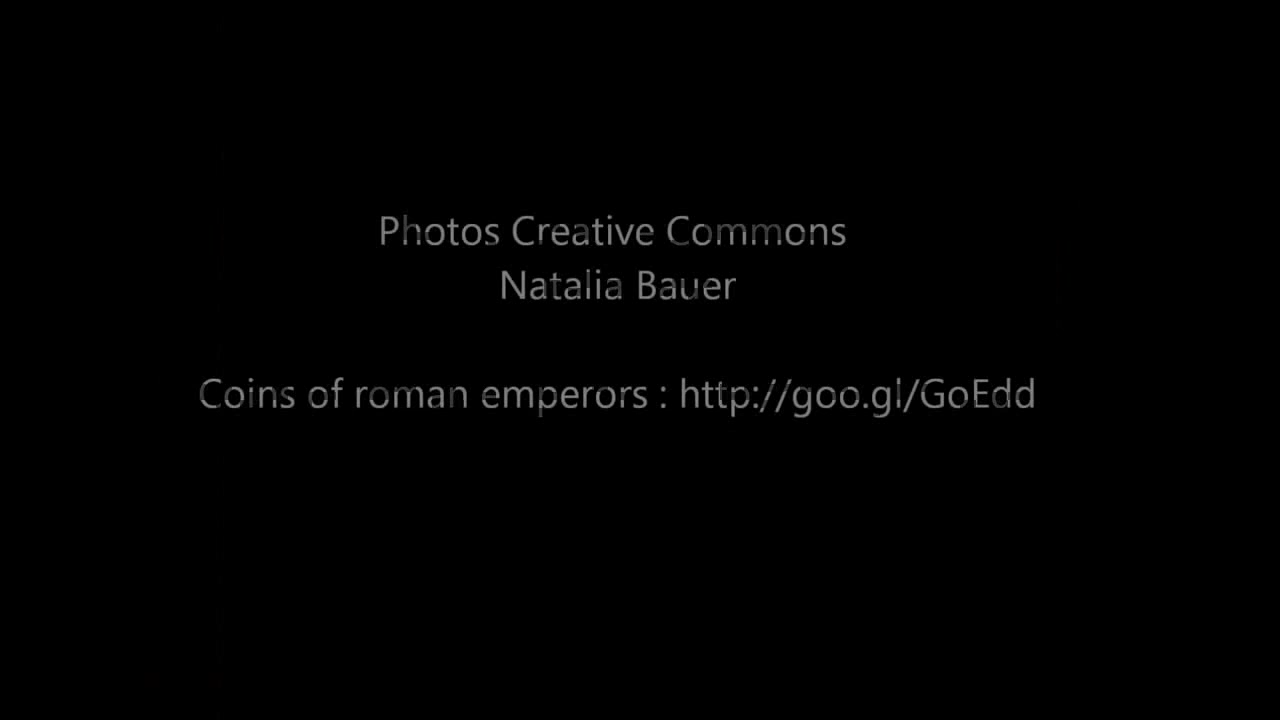 Photos Creative Commons
Natalia Bauer
Coins of roman emperors : http://goo.gl/GoEdd